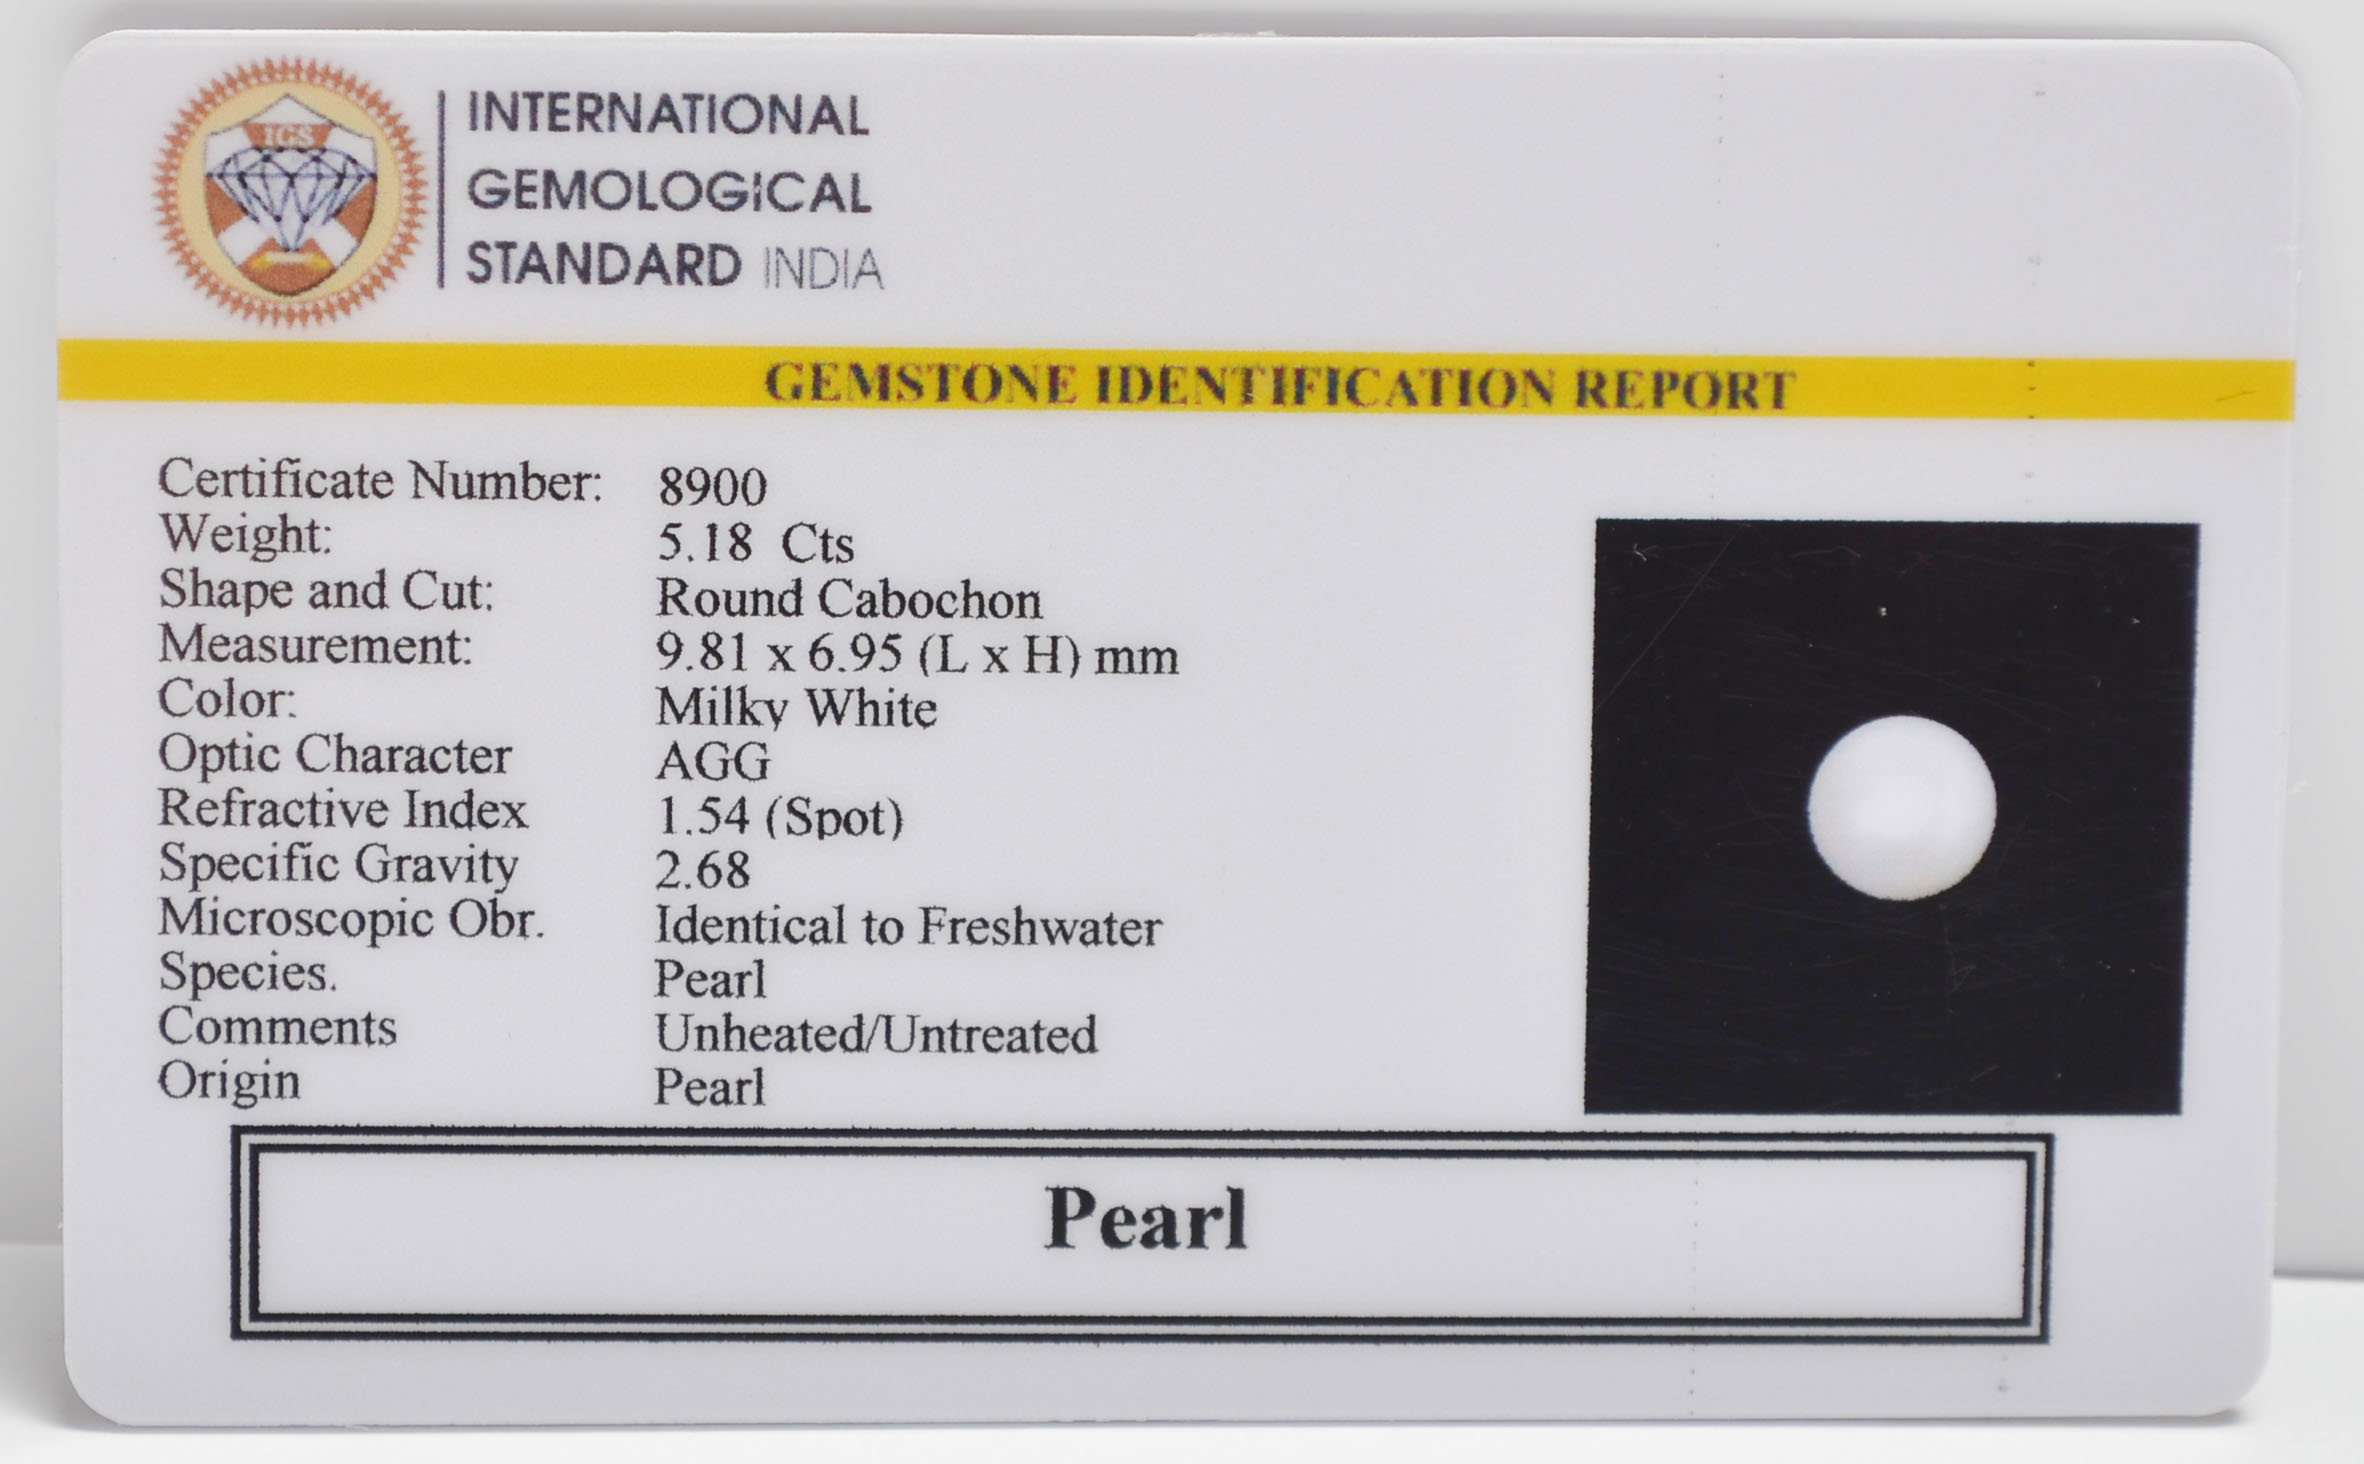 IGS
INTERNATIONAL
GEMOLOGICAL
STANDARD INDIA
GEMSTONE IDENTIFICATION REPORT
Certificate Number: 8900
Weight: 5.18 Cts
Shape and Cut: Round Cabochon
Measurement: 9.81 x 6.95 (L x H) mm
Color: Milky White
Optic Character AGG
Refractive Index 1.54 (Spot)
Specific Gravity 2.68
Microscopic Obr. Identical to Freshwater
Species. Pearl
Comments Unheated/Untreated
Origin Pearl
Pearl